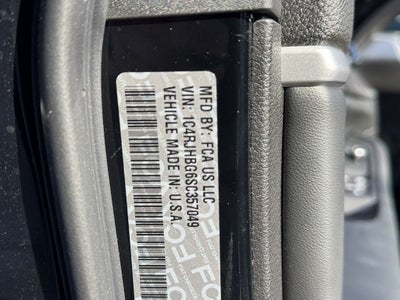 MFD BY: FCA US LLC
VIN: 1C4RJHBG6SC357049
VEHICLE MADE IN: U.S.A.